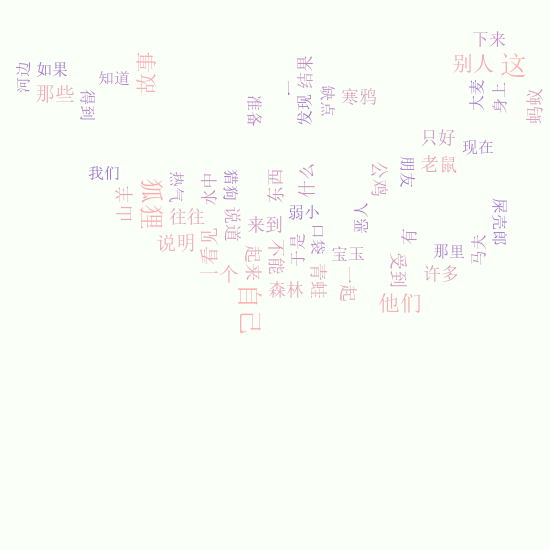 下来
别人
这
河边
如果
知道
故事
那些
得到
准备
一
结果
发现
缺点
寒鸦
大麦
身上
蚂蚁
只好
现在
老鼠
我们
山羊
狐狸
热气
往往
水中
猎狗
说道
东西
什么
弱小
公鸡
朋友
恶人
屎壳郎
说明
看见
一个
来到
起来
不能
于是
口袋
宝玉
有
那里
马夫
受到
许多
自己
森林
青蛙
一起
他们